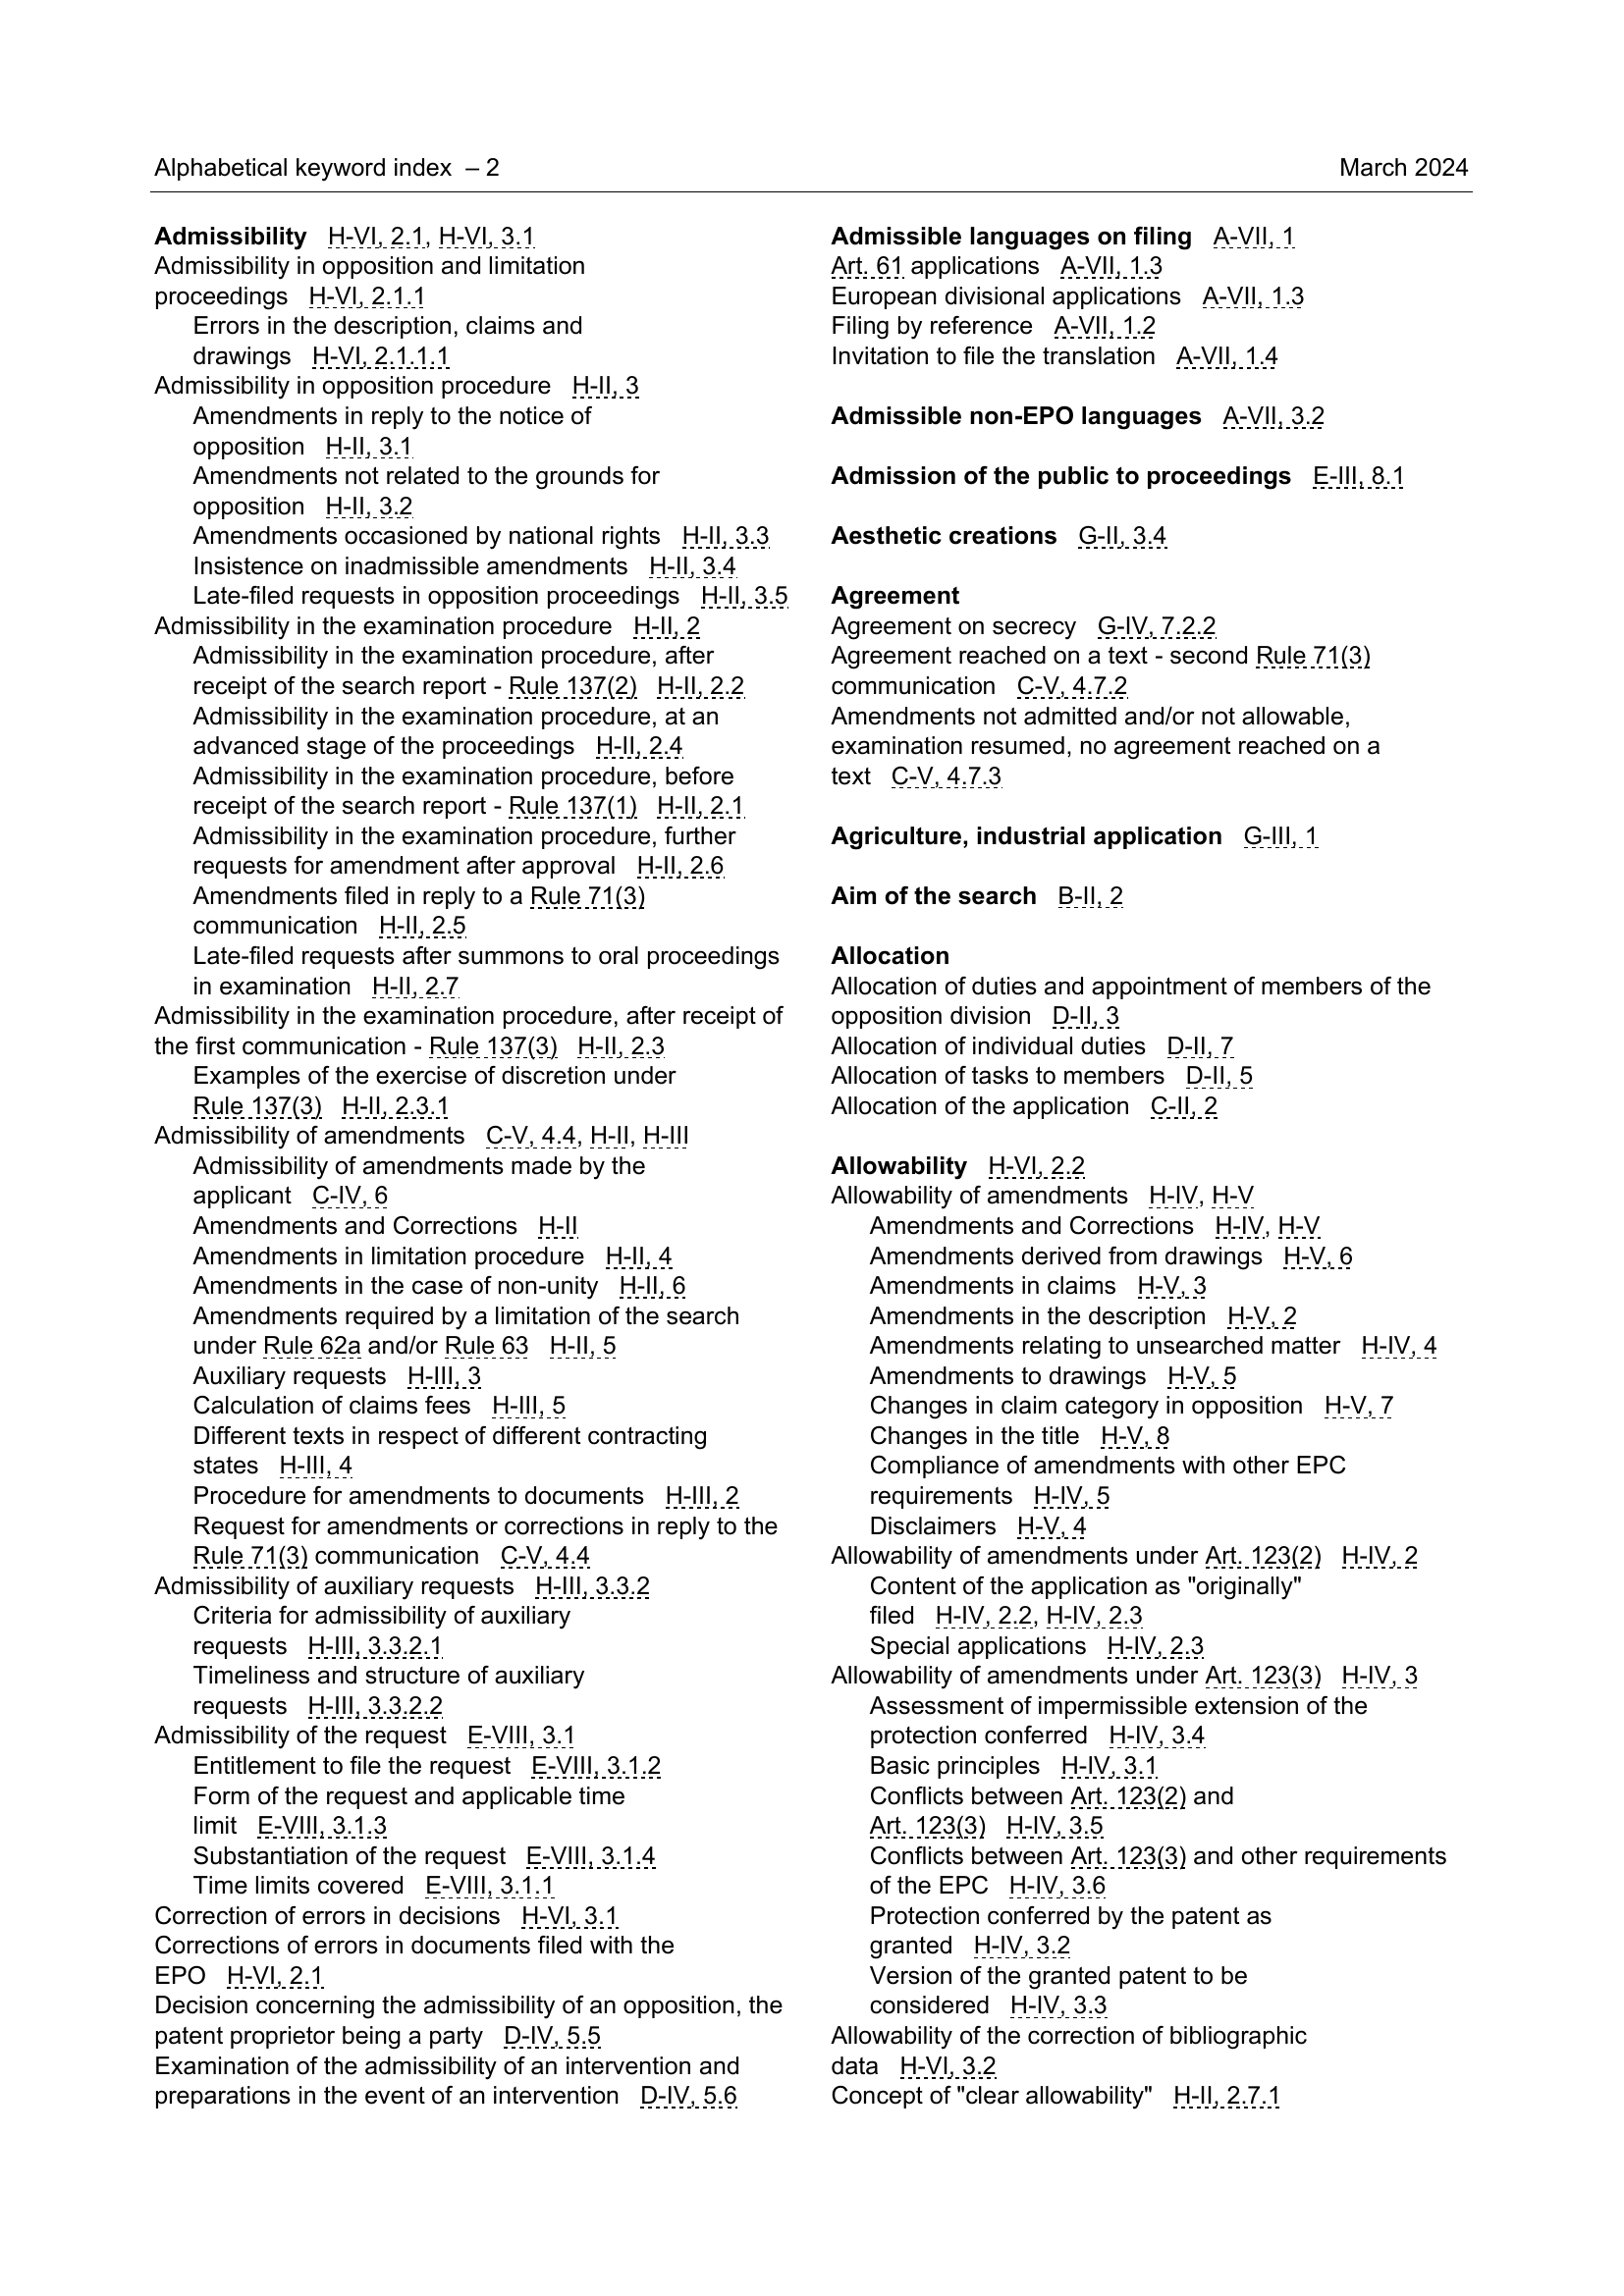 Alphabetical keyword index – 2
March 2024
Admissibility H-VI, 2.1, H-VI, 3.1
Admissibility in opposition and limitation
proceedings H-VI, 2.1.1
Errors in the description, claims and
drawings H-VI, 2.1.1.1
Admissibility in opposition procedure H-II, 3
Amendments in reply to the notice of
opposition H-II, 3.1
Amendments not related to the grounds for
opposition H-II, 3.2
Amendments occasioned by national rights H-II, 3.3
Insistence on inadmissible amendments H-II, 3.4
Late-filed requests in opposition proceedings H-II, 3.5
Admissibility in the examination procedure H-II, 2
Admissibility in the examination procedure, after
receipt of the search report - Rule 137(2) H-II, 2.2
Admissibility in the examination procedure, at an
advanced stage of the proceedings H-II, 2.4
Admissibility in the examination procedure, before
receipt of the search report - Rule 137(1) H-II, 2.1
Admissibility in the examination procedure, further
requests for amendment after approval H-II, 2.6
Amendments filed in reply to a Rule 71(3)
communication H-II, 2.5
Late-filed requests after summons to oral proceedings
in examination H-II, 2.7
Admissibility in the examination procedure, after receipt of
the first communication - Rule 137(3) H-II, 2.3
Examples of the exercise of discretion under
Rule 137(3) H-II, 2.3.1
Admissibility of amendments C-V, 4.4, H-II, H-III
Admissibility of amendments made by the
applicant C-IV, 6
Amendments and Corrections H-II
Amendments in limitation procedure H-II, 4
Amendments in the case of non-unity H-II, 6
Amendments required by a limitation of the search
under Rule 62a and/or Rule 63 H-II, 5
Auxiliary requests H-III, 3
Calculation of claims fees H-III, 5
Different texts in respect of different contracting
states H-III, 4
Procedure for amendments to documents H-III, 2
Request for amendments or corrections in reply to the
Rule 71(3) communication C-V, 4.4
Admissibility of auxiliary requests H-III, 3.3.2
Criteria for admissibility of auxiliary
requests H-III, 3.3.2.1
Timeliness and structure of auxiliary
requests H-III, 3.3.2.2
Admissibility of the request E-VIII, 3.1
Entitlement to file the request E-VIII, 3.1.2
Form of the request and applicable time
limit E-VIII, 3.1.3
Substantiation of the request E-VIII, 3.1.4
Time limits covered E-VIII, 3.1.1
Correction of errors in decisions H-VI, 3.1
Corrections of errors in documents filed with the
EPO H-VI, 2.1
Decision concerning the admissibility of an opposition, the
patent proprietor being a party D-IV, 5.5
Examination of the admissibility of an intervention and
preparations in the event of an intervention D-IV, 5.6
Admissible languages on filing A-VII, 1
Art. 61 applications A-VII, 1.3
European divisional applications A-VII, 1.3
Filing by reference A-VII, 1.2
Invitation to file the translation A-VII, 1.4
Admissible non-EPO languages A-VII, 3.2
Admission of the public to proceedings E-III, 8.1
Aesthetic creations G-II, 3.4
Agreement
Agreement on secrecy G-IV, 7.2.2
Agreement reached on a text - second Rule 71(3)
communication C-V, 4.7.2
Amendments not admitted and/or not allowable,
examination resumed, no agreement reached on a
text C-V, 4.7.3
Agriculture, industrial application G-III, 1
Aim of the search B-II, 2
Allocation
Allocation of duties and appointment of members of the
opposition division D-II, 3
Allocation of individual duties D-II, 7
Allocation of tasks to members D-II, 5
Allocation of the application C-II, 2
Allowability H-VI, 2.2
Allowability of amendments H-IV, H-V
Amendments and Corrections H-IV, H-V
Amendments derived from drawings H-V, 6
Amendments in claims H-V, 3
Amendments in the description H-V, 2
Amendments relating to unsearched matter H-IV, 4
Amendments to drawings H-V, 5
Changes in claim category in opposition H-V, 7
Changes in the title H-V, 8
Compliance of amendments with other EPC
requirements H-IV, 5
Disclaimers H-V, 4
Allowability of amendments under Art. 123(2) H-IV, 2
Content of the application as "originally"
filed H-IV, 2.2, H-IV, 2.3
Special applications H-IV, 2.3
Allowability of amendments under Art. 123(3) H-IV, 3
Assessment of impermissible extension of the
protection conferred H-IV, 3.4
Basic principles H-IV, 3.1
Conflicts between Art. 123(2) and
Art. 123(3) H-IV, 3.5
Conflicts between Art. 123(3) and other requirements
of the EPC H-IV, 3.6
Protection conferred by the patent as
granted H-IV, 3.2
Version of the granted patent to be
considered H-IV, 3.3
Allowability of the correction of bibliographic
data H-VI, 3.2
Concept of "clear allowability" H-II, 2.7.1